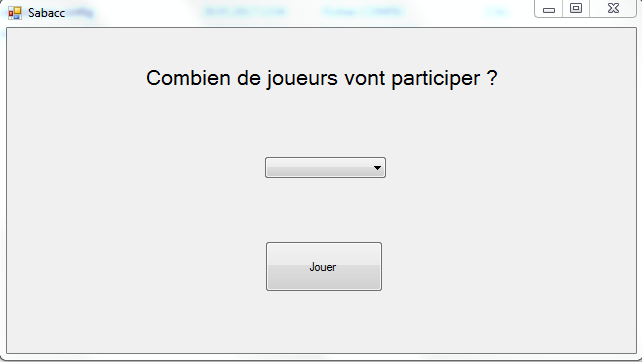 Sabacc
Combien de joueurs vont participer ?
Jouer